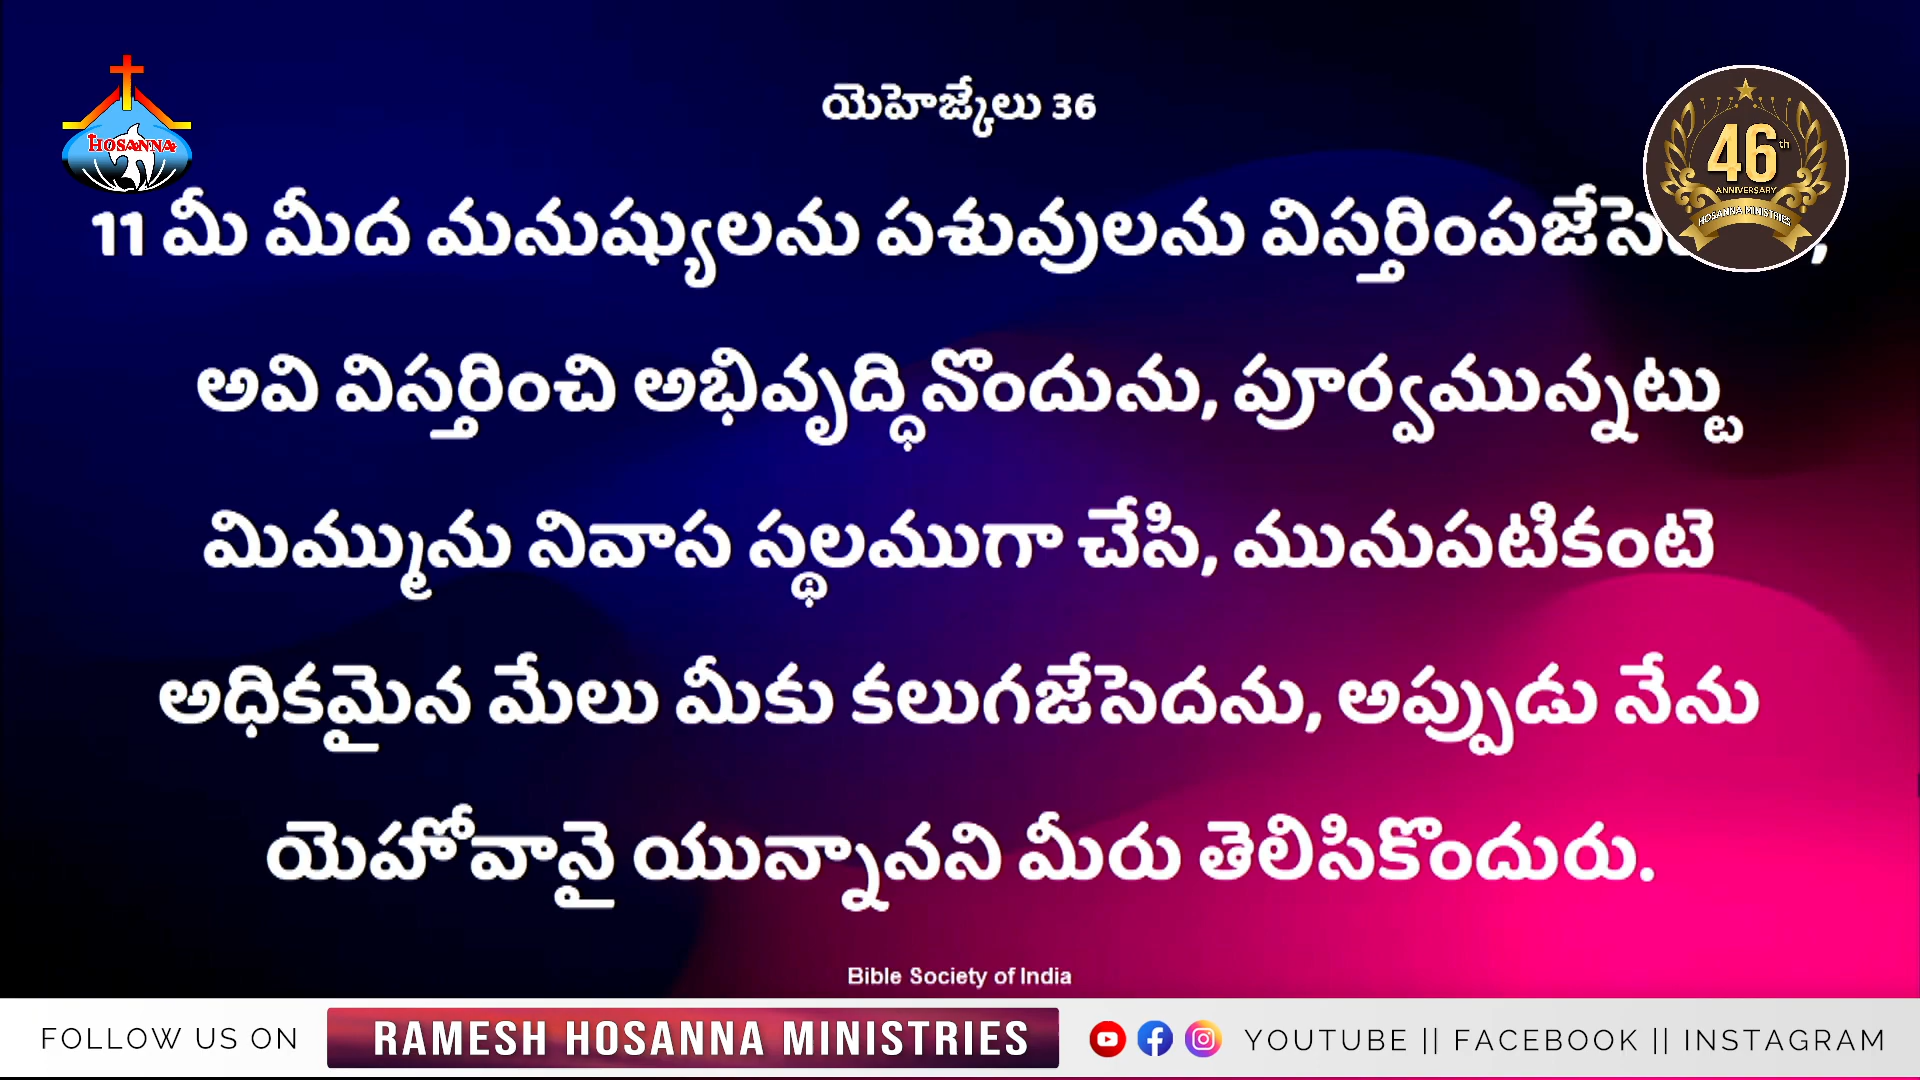 యెహెజ్కేలు 36
HOSANNA
46th
ANNIVERSARY
HOSANNA MINISTRIES
11 మీ మీద మనుష్యులను పశువులను విస్తరింపజేసె
అవి విస్తరించి అభివృద్ధినొందును, పూర్వమున్నట్టు
మిమ్మును నివాస స్థలముగా చేసి, మునుపటికంటె
అధికమైన మేలు మీకు కలుగజేసెదను, అప్పుడు నేను
యెహోవానై యున్నానని మీరు తెలిసికొందురు.
Bible Society of India
FOLLOW US ON RAMESH HOSANNA MINISTRIES YOUTUBE || FACEBOOK || INSTAGRAM